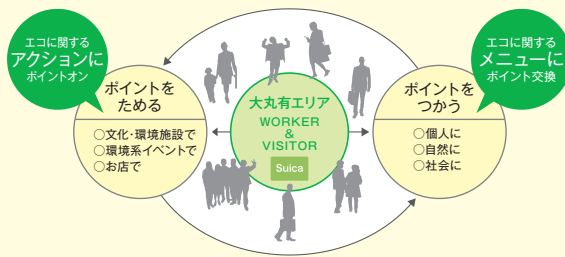 エコに関する
アクションに
ポイントオン
ポイントを
ためる
○文化・環境施設で
○環境系イベントで
○お店で
大丸有エリア
WORKER
&
VISITOR
Suica
エコに関する
メニューに
ポイント交換
ポイントを
つかう
○個人に
○自然に
○社会に